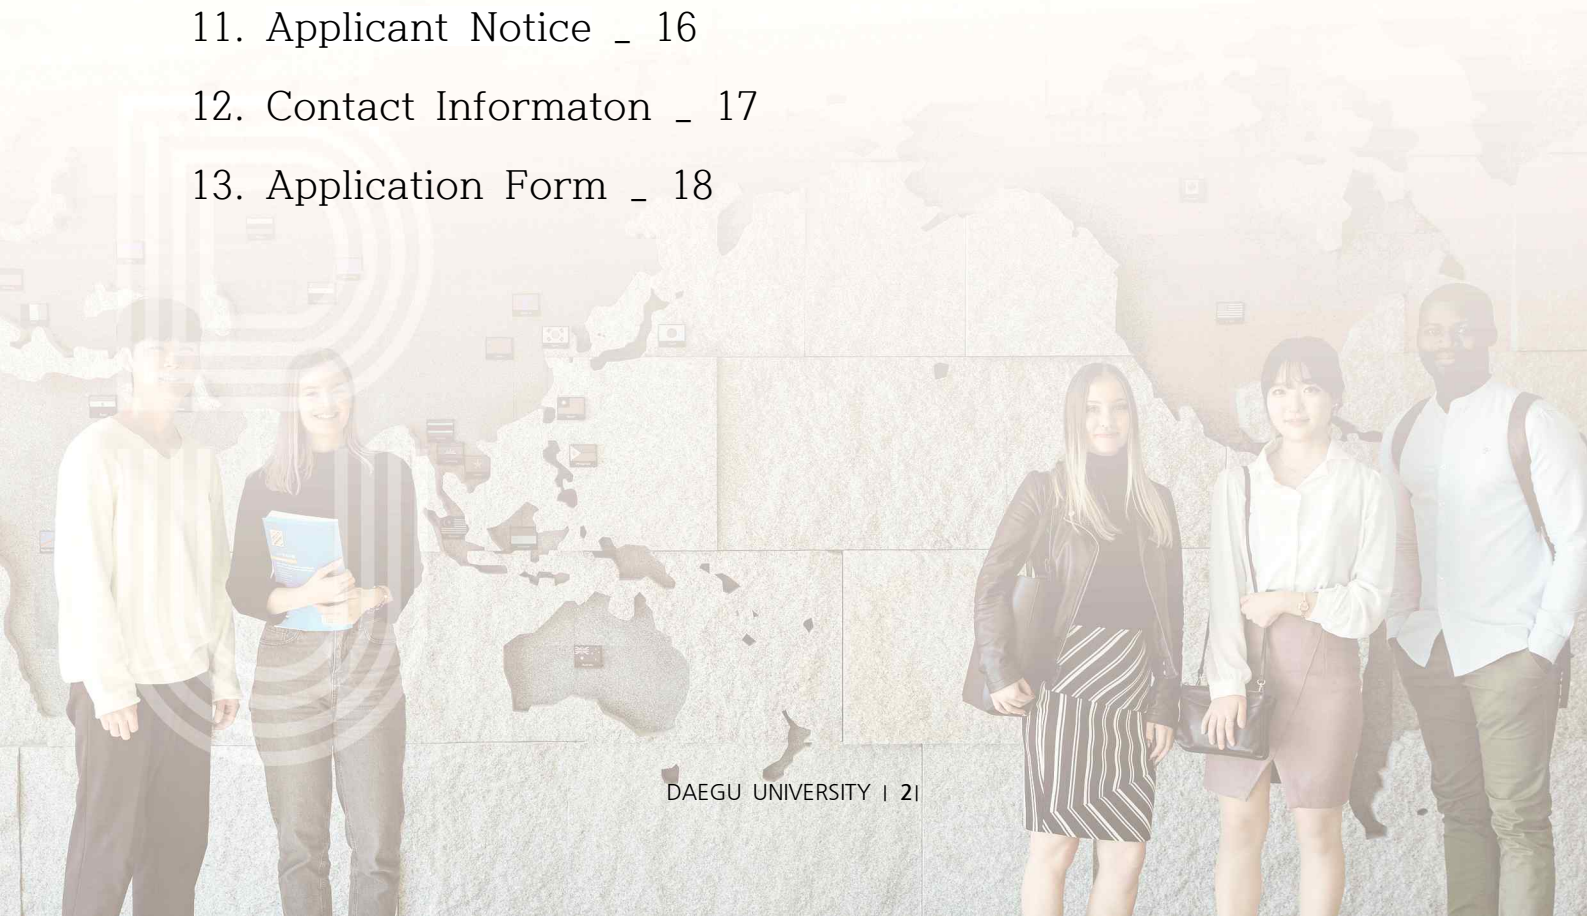 11. Applicant Notice _ 16
12. Contact Informaton _ 17
13. Application Form _ 18
DAEGU UNIVERSITY | 2|